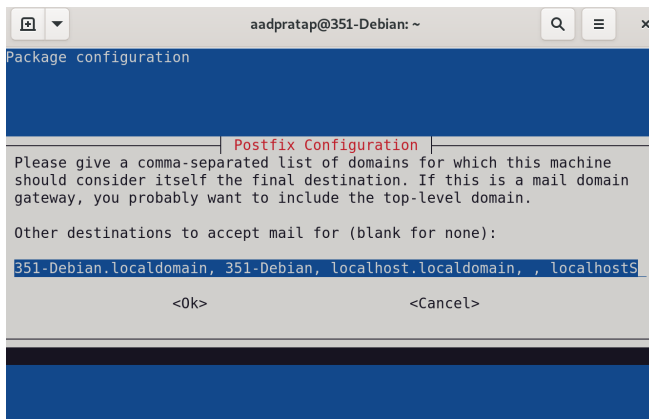 aadpratap@351-Debian: ~
Package configuration
Postfix Configuration
Please give a comma-separated list of domains for which this machine
should consider itself the final destination. If this is a mail domain
gateway, you probably want to include the top-level domain.
Other destinations to accept mail for (blank for none):
351-Debian.localdomain, 351-Debian, localhost.localdomain, , localhostS
<Ok> <Cancel>